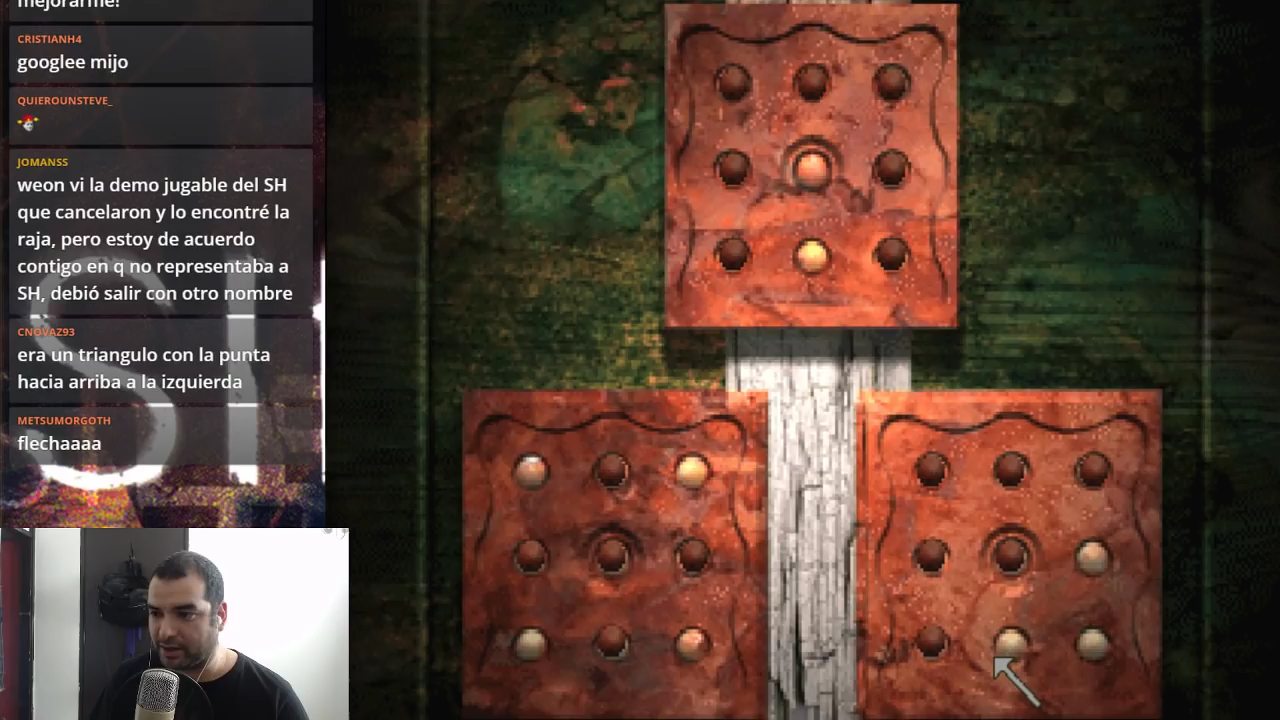 mejorarme!
CRISTIANH4
googlee mijo
QUIEROUNSTEVE_
JOMANSS
weon vi la demo jugable del SH
que cancelaron y lo encontré la
raja, pero estoy de acuerdo
contigo en q no representaba a
SH, debió salir con otro nombre
CNOVAZ93
era un triangulo con la punta
hacia arriba a la izquierda
METSUMORGOTH
flechaaaa